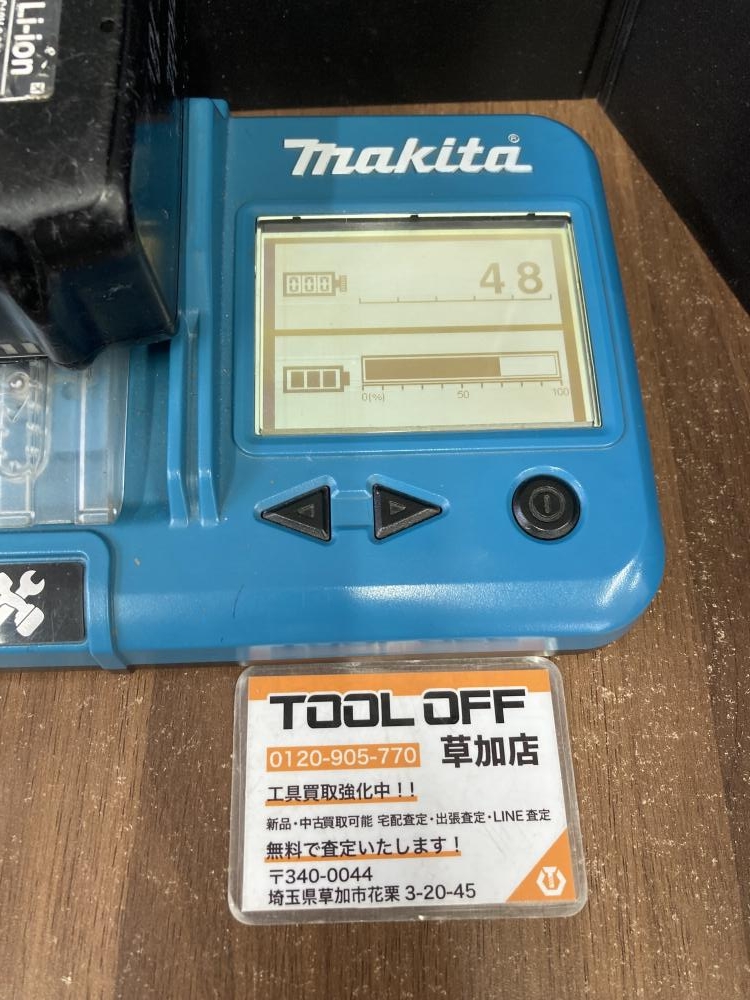 Li-ion
makita®
000
48
0(%) 50 100
TOOL OFF
0120-905-770 草加店
工具買取強化中!!
新品・中古買取可能 宅配査定・出張査定・LINE査定
無料で査定いたします!
〒340-0044
埼玉県草加市花栗 3-20-45